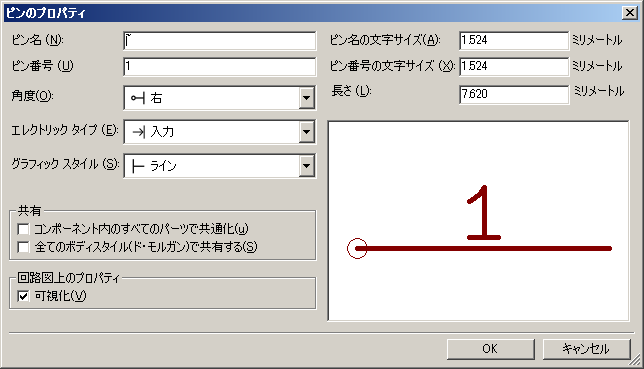 ピンのプロパティ
ピン名 (N): ~
ピン名の文字サイズ(A): 1.524 ミリメートル
ピン番号 (U) 1
ピン番号の文字サイズ (X): 1.524 ミリメートル
角度(O): 右
長さ (L): 7.620 ミリメートル
エレクトリック タイプ (E): 入力
グラフィック スタイル (S): ライン
1
共有
コンポーネント内のすべてのパーツで共通化(u)
全てのボディスタイル(ド・モルガン)で共有する(S)
回路図上のプロパティ
可視化(V)
OK キャンセル